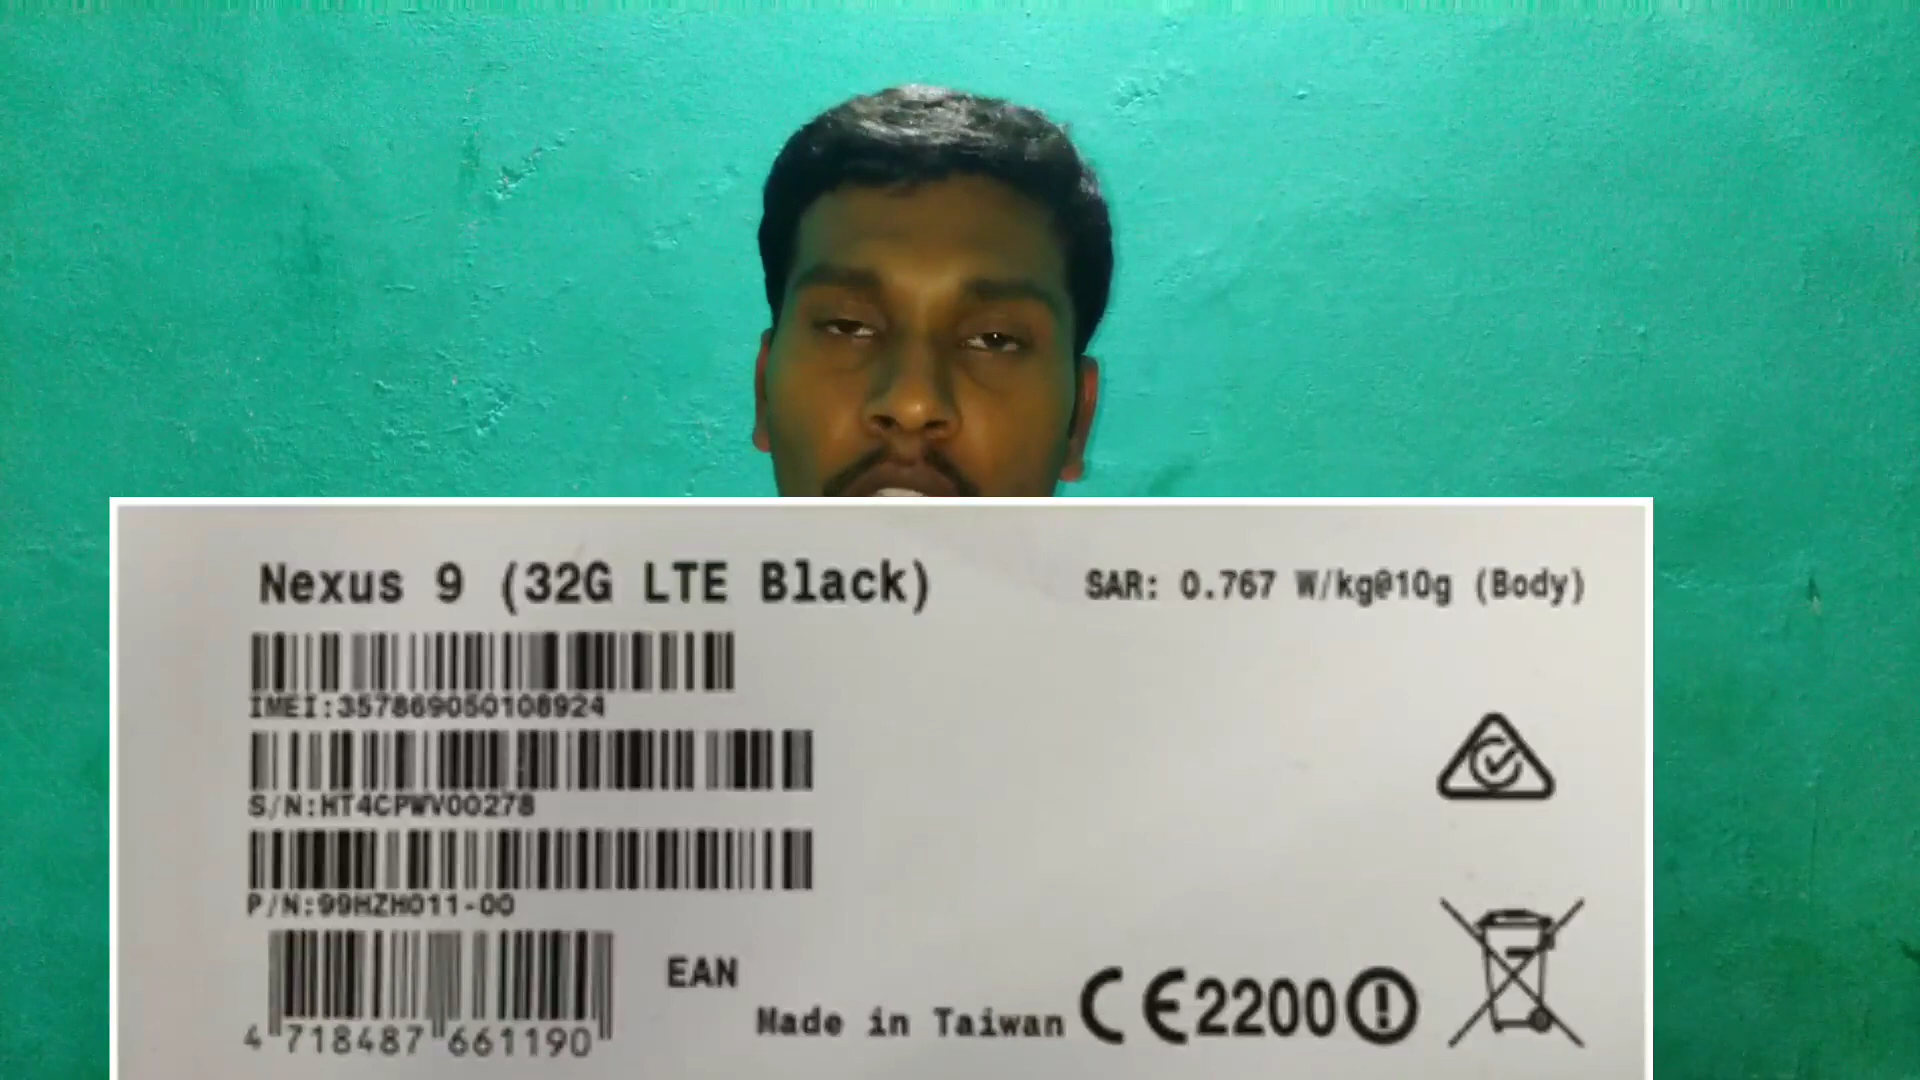 Nexus 9 (32G LTE Black)
SAR: 0.767 W/kg@10g (Body)
IMEI:357869050108924
S/N:HT4CPWV00278
P/N:99HZH011-00
4 718487 661190
EAN
Made in Taiwan
CE2200